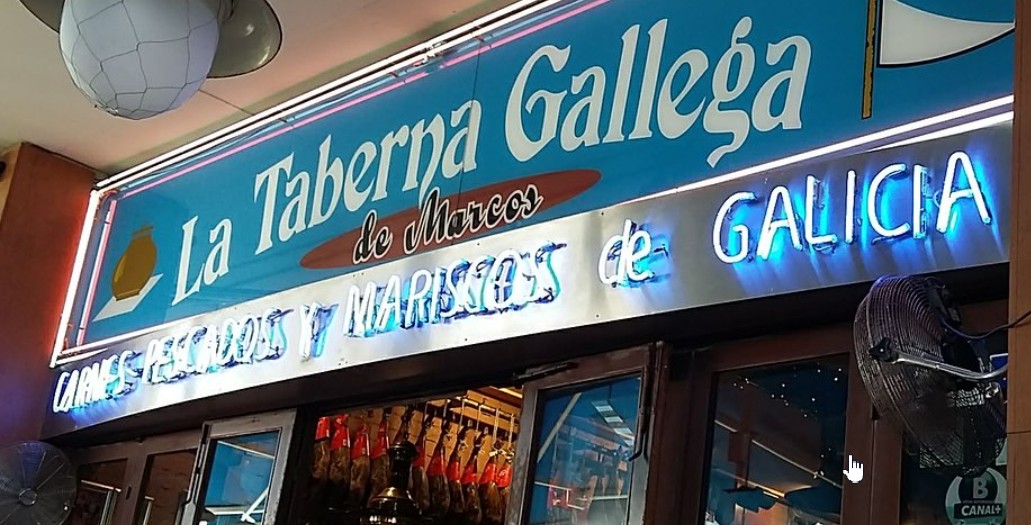 La Taberna Gallega
de Marcos
CARNES PESCADOS Y MARISCOS de GALICIA
B
CANAL+